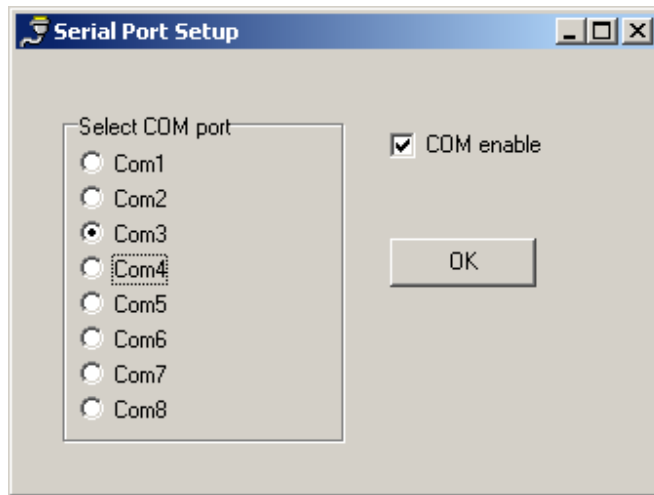 Serial Port Setup
Select COM port
Com1
Com2
Com3
Com4
Com5
Com6
Com7
Com8
COM enable
OK